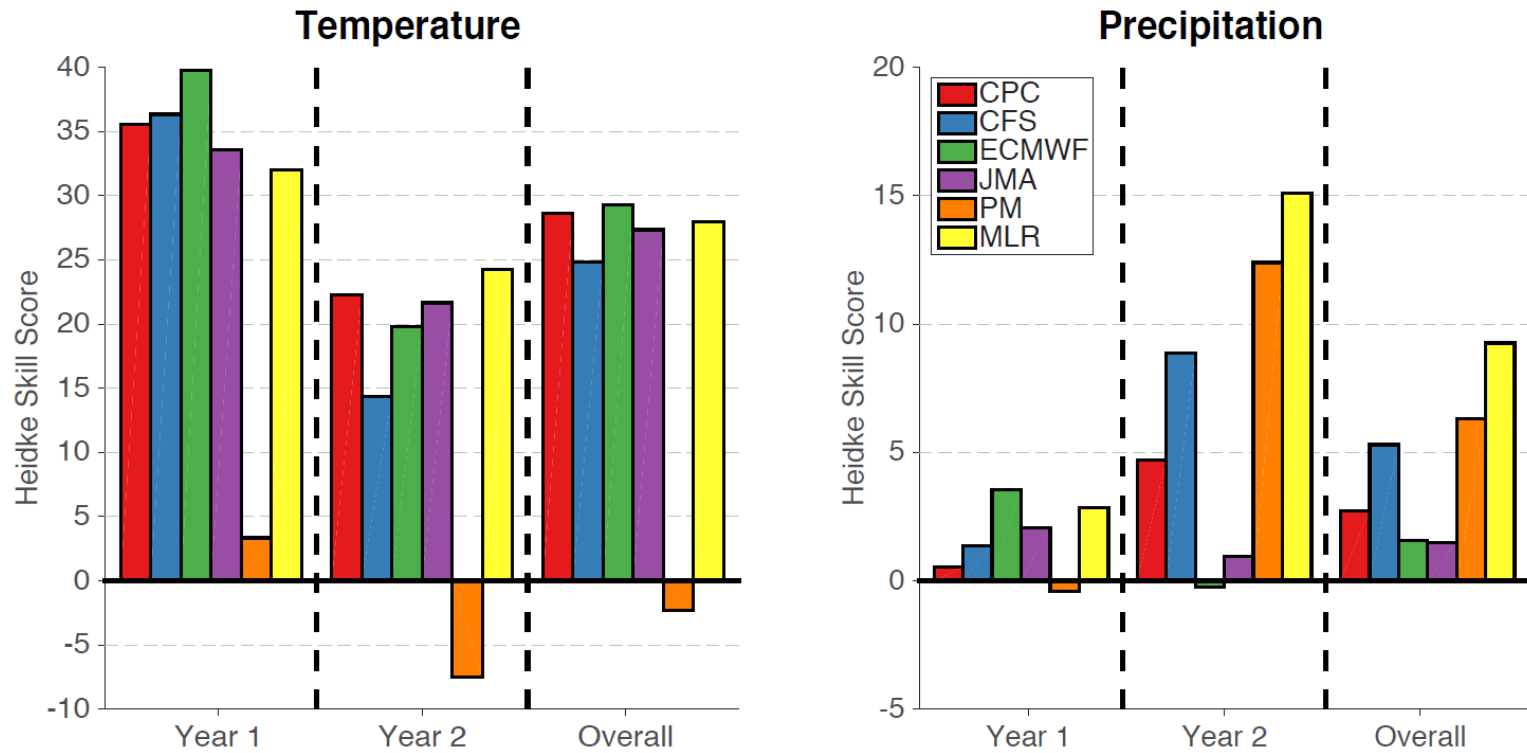 Temperature
Heidke Skill Score
40
35
30
25
20
15
10
5
0
-5
-10
Year 1
Year 2
Overall
Precipitation
Heidke Skill Score
20
15
10
5
0
-5
CPC
CFS
ECMWF
JMA
PM
MLR
Year 1
Year 2
Overall